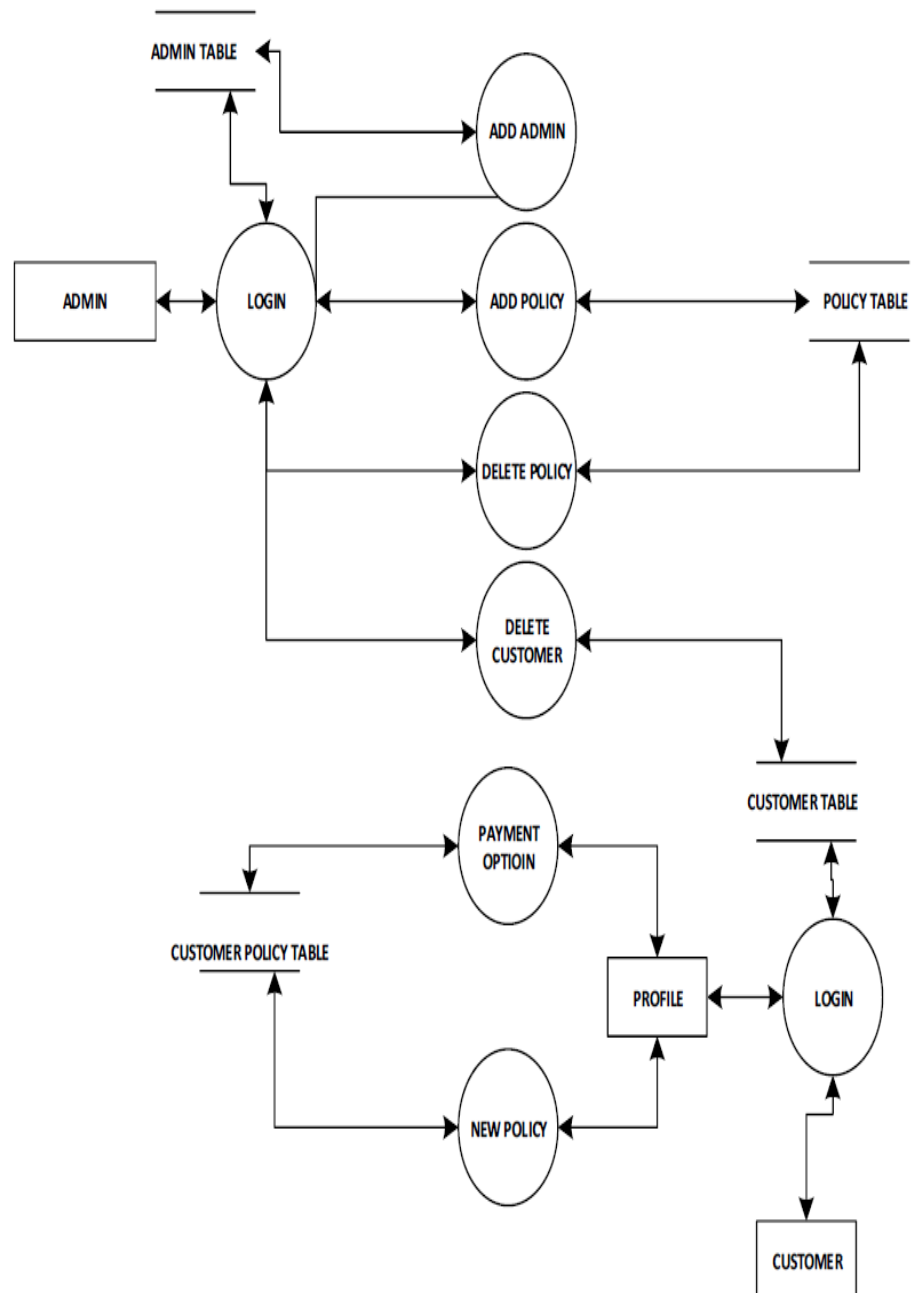 ADMIN TABLE
ADD ADMIN
ADMIN
LOGIN
ADD POLICY
POLICY TABLE
DELETE POLICY
DELETE
CUSTOMER
CUSTOMER TABLE
PAYMENT
OPTIOIN
CUSTOMER POLICY TABLE
PROFILE
LOGIN
NEW POLICY
CUSTOMER